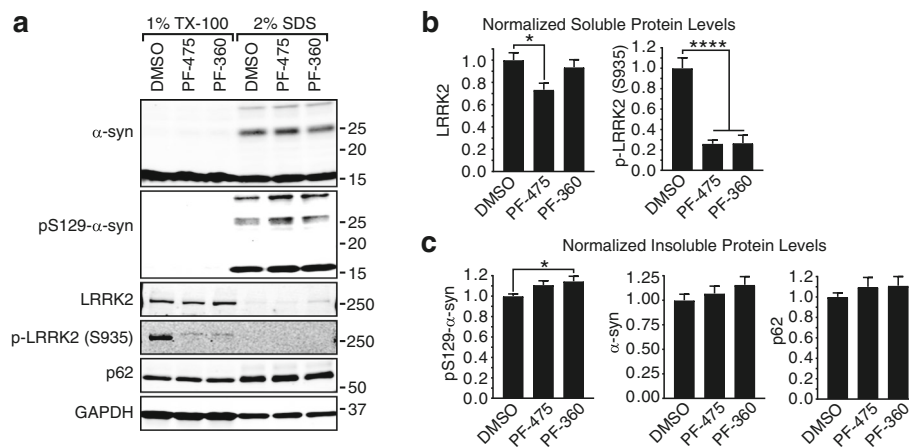 a
1% TX-100 2% SDS
DMSO PF-475 PF-360 DMSO PF-475 PF-360
α-syn
25
20
15
pS129-α-syn
25
20
15
LRRK2 250
p-LRRK2 (S935) 250
p62
50
GAPDH 37
b Normalized Soluble Protein Levels
LRRK2
1.0
0.8
0.6
0.4
0.2
0.0
*
DMSO PF-475 PF-360
p-LRRK2 (S935)
1.0
0.8
0.6
0.4
0.2
0.0
****
DMSO PF-475 PF-360
c Normalized Insoluble Protein Levels
pS129-α-syn
1.2
1.0
0.8
0.6
0.4
0.2
0.0
*
DMSO PF-475 PF-360
α-syn
1.25
1.00
0.75
0.50
0.25
0.00
DMSO PF-475 PF-360
p62
1.2
1.0
0.8
0.6
0.4
0.2
0.0
DMSO PF-475 PF-360